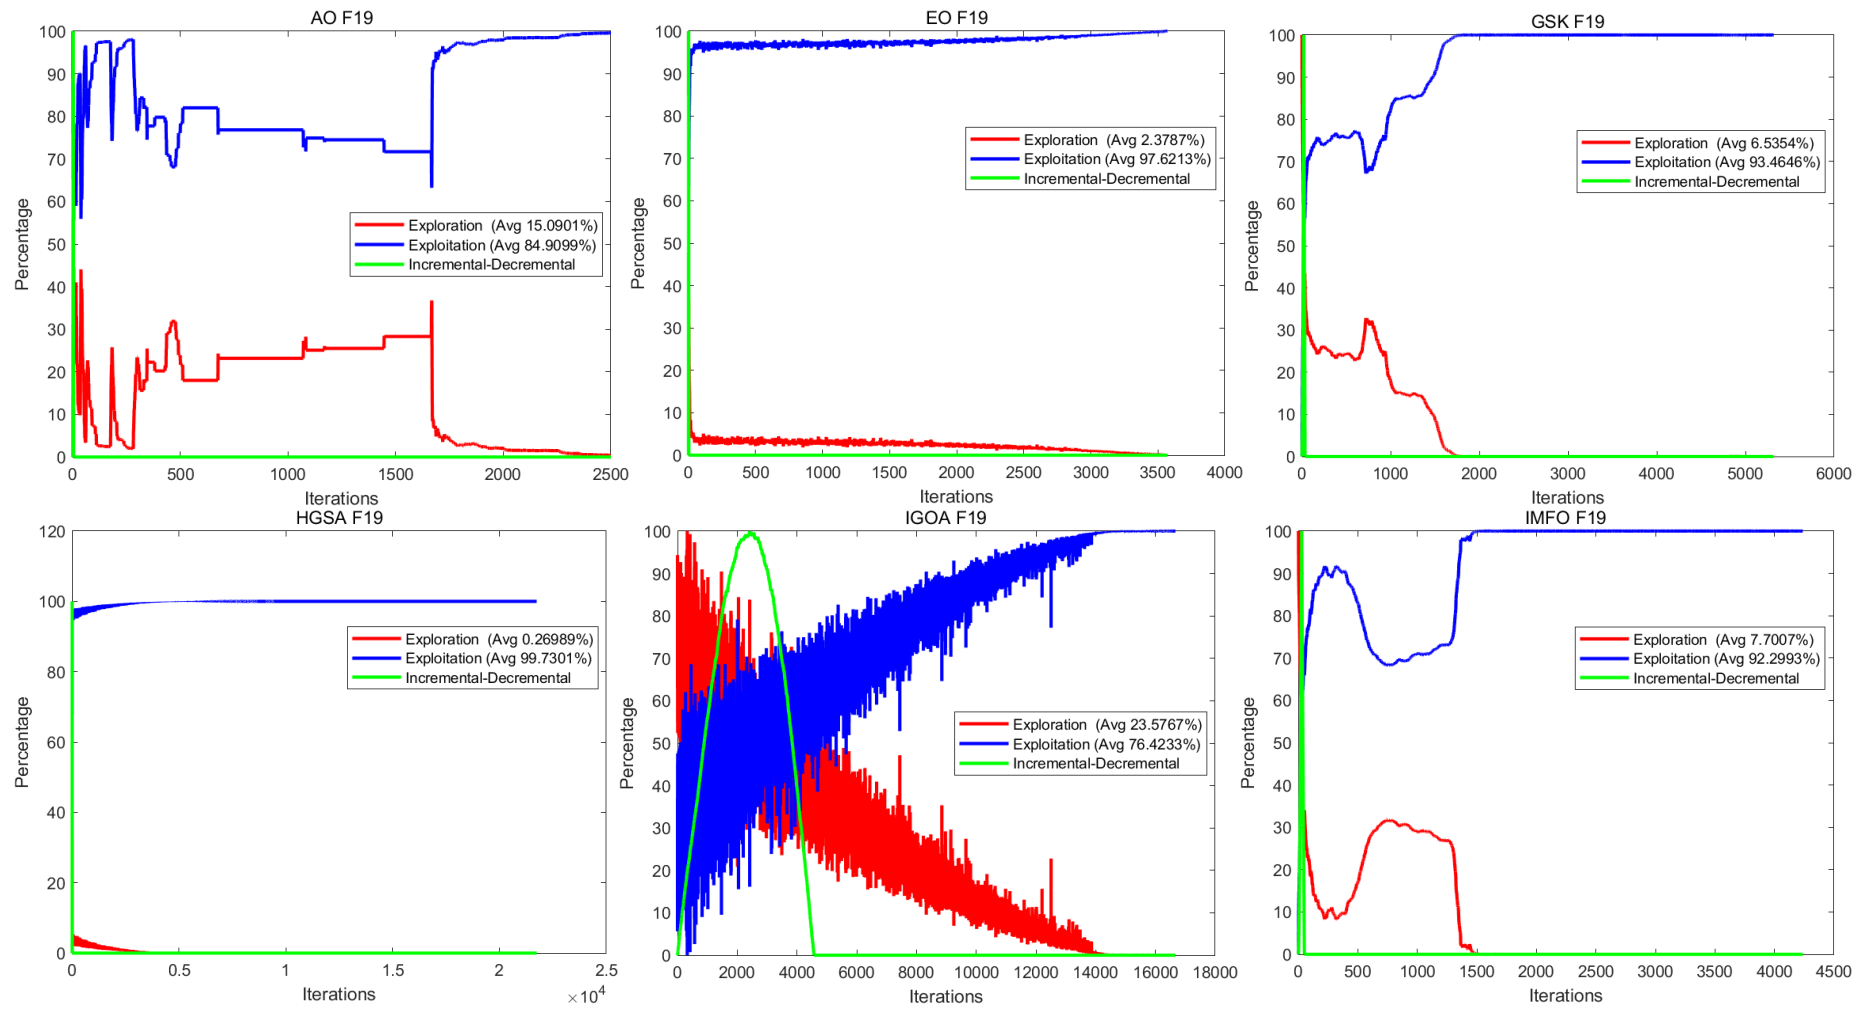 AO F19
100
90
80
70
60
50
40
30
20
10
0
Percentage
Exploration (Avg 15.0901%)
Exploitation (Avg 84.9099%)
Incremental-Decremental
0 500 1000 1500 2000 2500
Iterations
EO F19
100
90
80
70
60
50
40
30
20
10
0
Percentage
Exploration (Avg 2.3787%)
Exploitation (Avg 97.6213%)
Incremental-Decremental
0 500 1000 1500 2000 2500 3000 3500 4000
Iterations
GSK F19
100
90
80
70
60
50
40
30
20
10
0
Percentage
Exploration (Avg 6.5354%)
Exploitation (Avg 93.4646%)
Incremental-Decremental
0 1000 2000 3000 4000 5000 6000
Iterations
HGSA F19
120
100
80
60
40
20
0
Percentage
Exploration (Avg 0.26989%)
Exploitation (Avg 99.7301%)
Incremental-Decremental
0 0.5 1 1.5 2 2.5
Iterations
×10⁴
IGOA F19
100
90
80
70
60
50
40
30
20
10
0
Percentage
Exploration (Avg 23.5767%)
Exploitation (Avg 76.4233%)
Incremental-Decremental
0 2000 4000 6000 8000 10000 12000 14000 16000 18000
Iterations
IMFO F19
100
90
80
70
60
50
40
30
20
10
0
Percentage
Exploration (Avg 7.7007%)
Exploitation (Avg 92.2993%)
Incremental-Decremental
0 500 1000 1500 2000 2500 3000 3500 4000 4500
Iterations